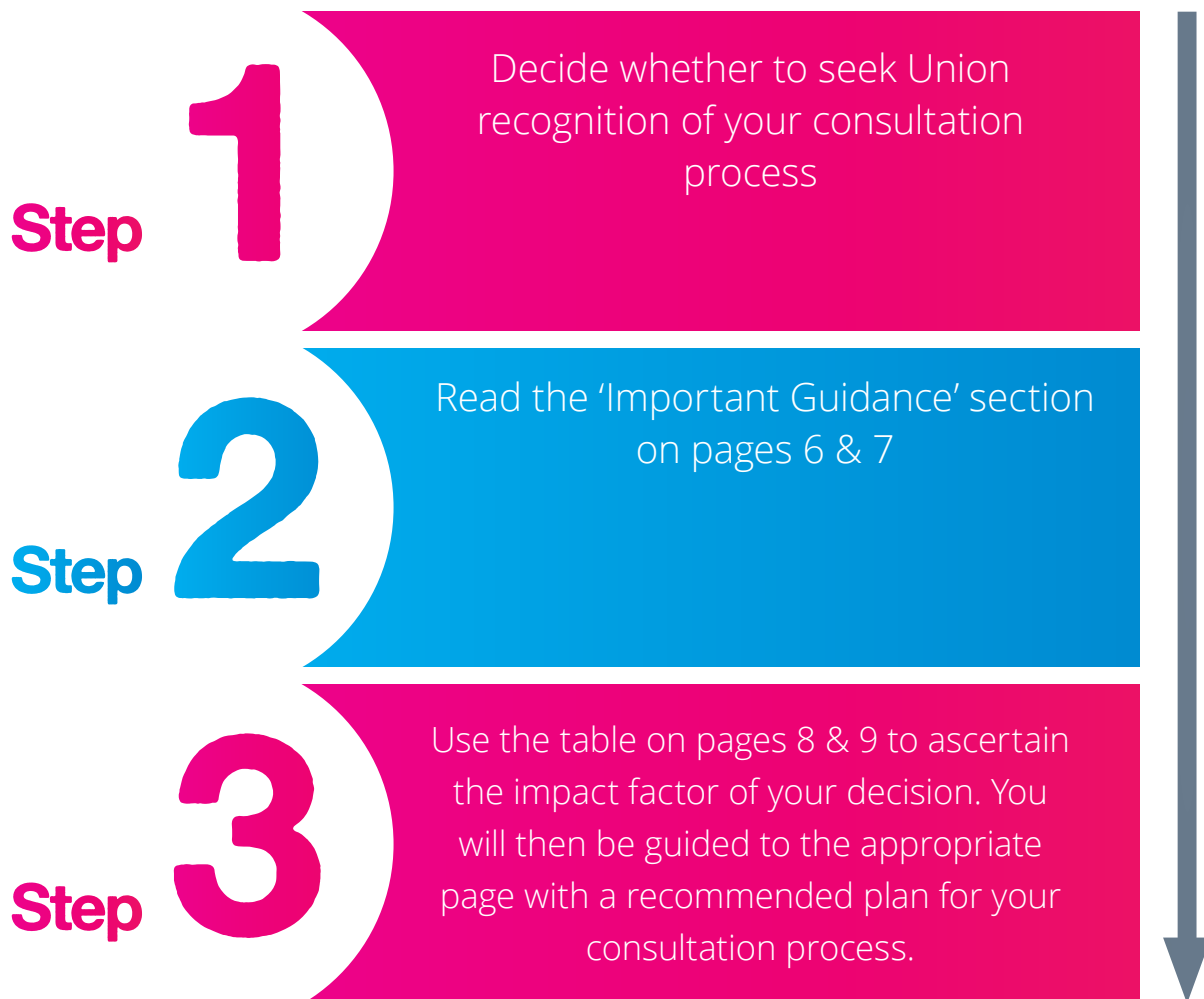 Step 1
Decide whether to seek Union
recognition of your consultation
process
Step 2
Read the ‘Important Guidance’ section
on pages 6 & 7
Step 3
Use the table on pages 8 & 9 to ascertain
the impact factor of your decision. You
will then be guided to the appropriate
page with a recommended plan for your
consultation process.